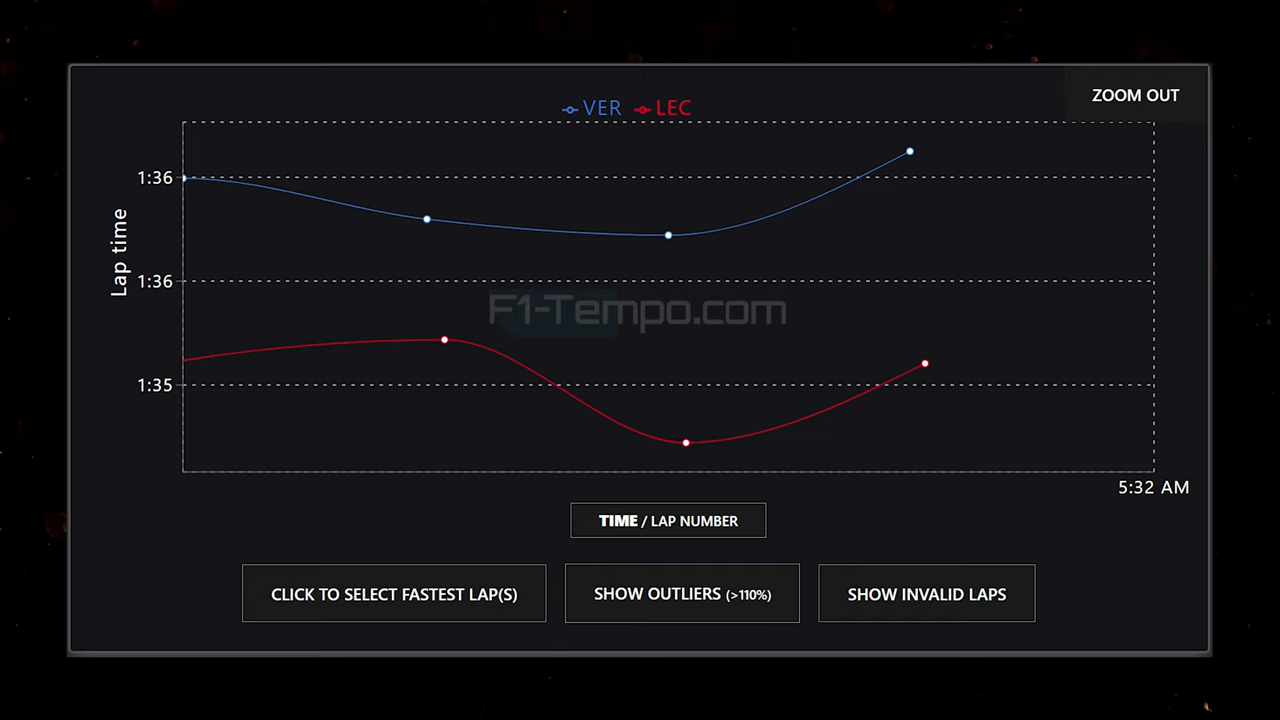 ZOOM OUT
VER LEC
1:36
Lap time
1:36
F1-Tempo.com
1:35
5:32 AM
TIME / LAP NUMBER
CLICK TO SELECT FASTEST LAP(S)
SHOW OUTLIERS (>110%)
SHOW INVALID LAPS